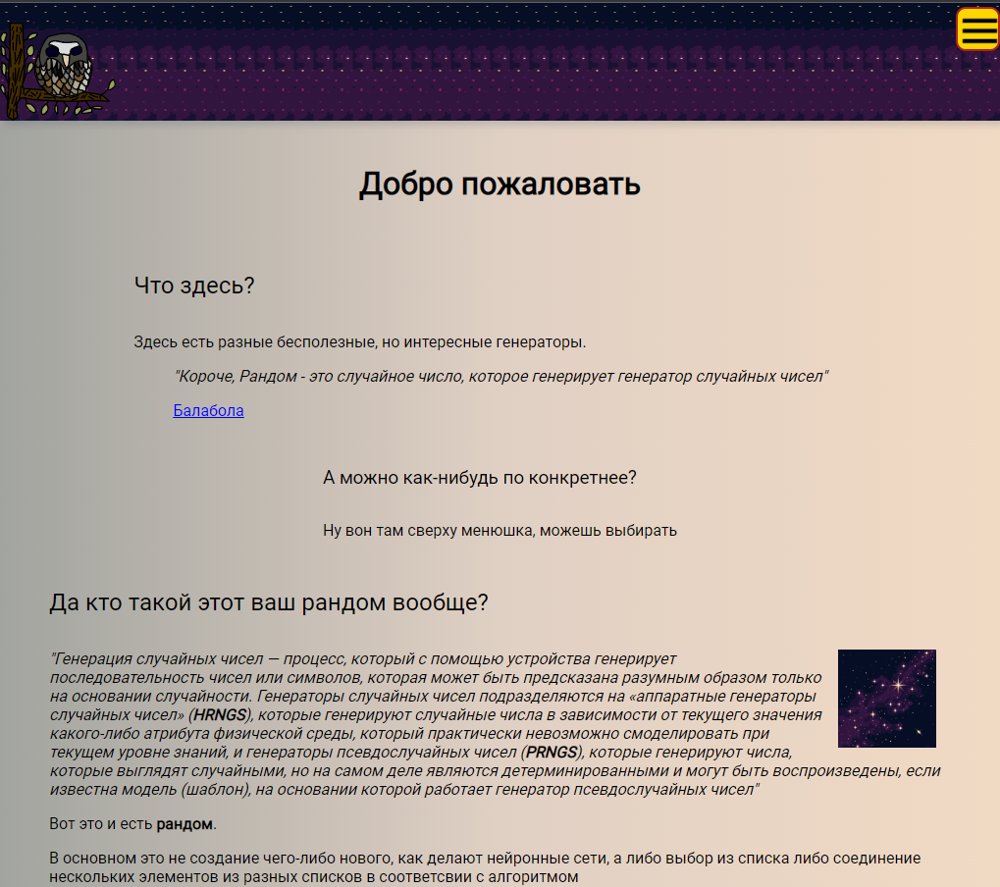 Добро пожаловать
Что здесь?
Здесь есть разные бесполезные, но интересные генераторы.
"Короче, Рандом - это случайное число, которое генерирует генератор случайных чисел"
Балабола
А можно как-нибудь по конкретнее?
Ну вон там сверху менюшка, можешь выбирать
Да кто такой этот ваш рандом вообще?
"Генерация случайных чисел — процесс, который с помощью устройства генерирует
последовательность чисел или символов, которая может быть предсказана разумным образом только
на основании случайности. Генераторы случайных чисел подразделяются на «аппаратные генераторы
случайных чисел» (HRNGS), которые генерируют случайные числа в зависимости от текущего значения
какого-либо атрибута физической среды, который практически невозможно смоделировать при
текущем уровне знаний, и генераторы псевдослучайных чисел (PRNGS), которые генерируют числа,
которые выглядят случайными, но на самом деле являются детерминированными и могут быть воспроизведены, если
известна модель (шаблон), на основании которой работает генератор псевдослучайных чисел"
Вот это и есть рандом.
В основном это не создание чего-либо нового, как делают нейронные сети, а либо выбор из списка либо соединение
нескольких элементов из разных списков в соответсвии с алгоритмом